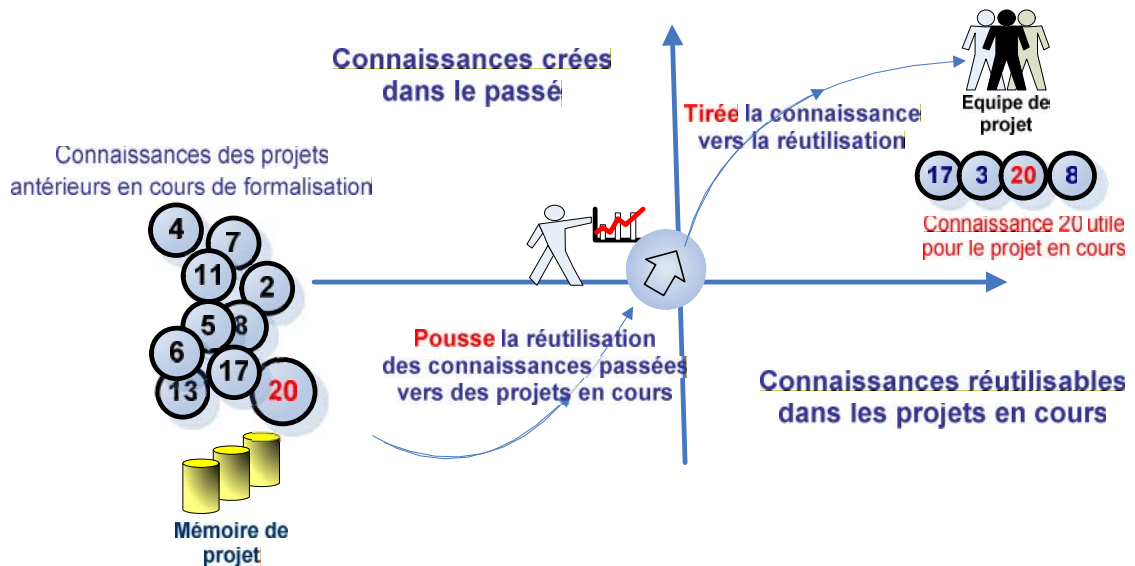 Connaissances crées
dans le passé
Tirée la connaissance
vers la réutilisation
Equipe de
projet
17 3 20 8
Connaissance 20 utile
pour le projet en cours
Connaissances des projets
antérieurs en cours de formalisation
4
7
11
2
5
8
6
17
13
20
Pousse la réutilisation
des connaissances passées
vers des projets en cours
Connaissances réutilisables
dans les projets en cours
Mémoire de
projet